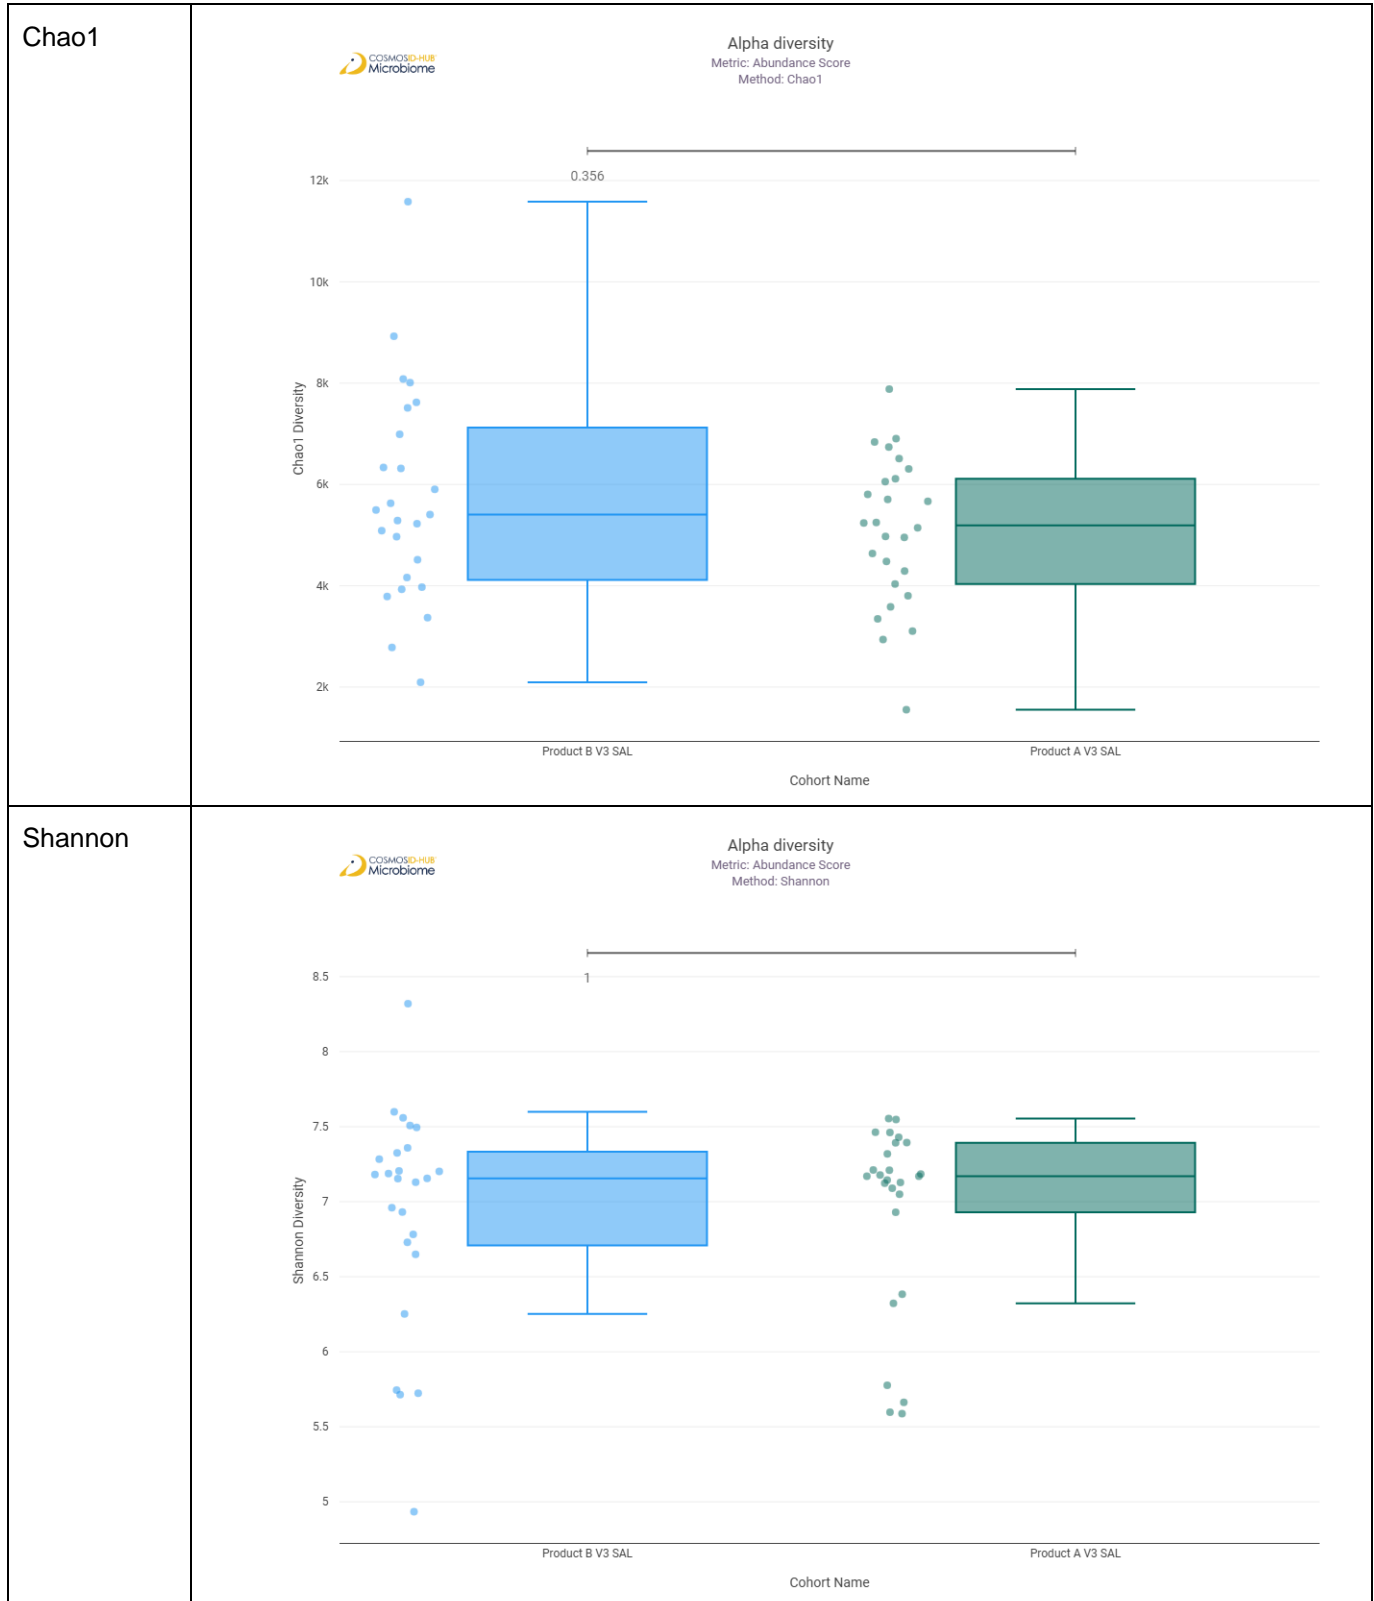 Chao1
COSMOSID-HUB
Microbiome
Alpha diversity
Metric: Abundance Score
Method: Chao1
0.356
12k
10k
8k
6k
4k
2k
Chao1 Diversity
Product B V3 SAL
Product A V3 SAL
Cohort Name
Shannon
COSMOSID-HUB
Microbiome
Alpha diversity
Metric: Abundance Score
Method: Shannon
1
8.5
8
7.5
7
6.5
6
5.5
5
Shannon Diversity
Product B V3 SAL
Product A V3 SAL
Cohort Name